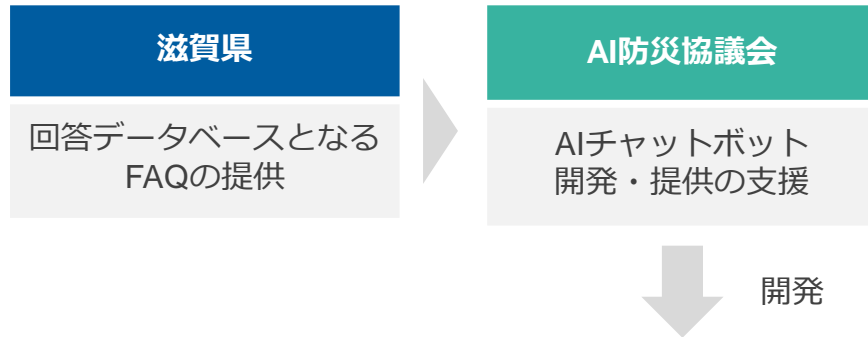 滋賀県
回答データベースとなる
FAQの提供
AI防災協議会
AIチャットボット
開発・提供の支援
開発